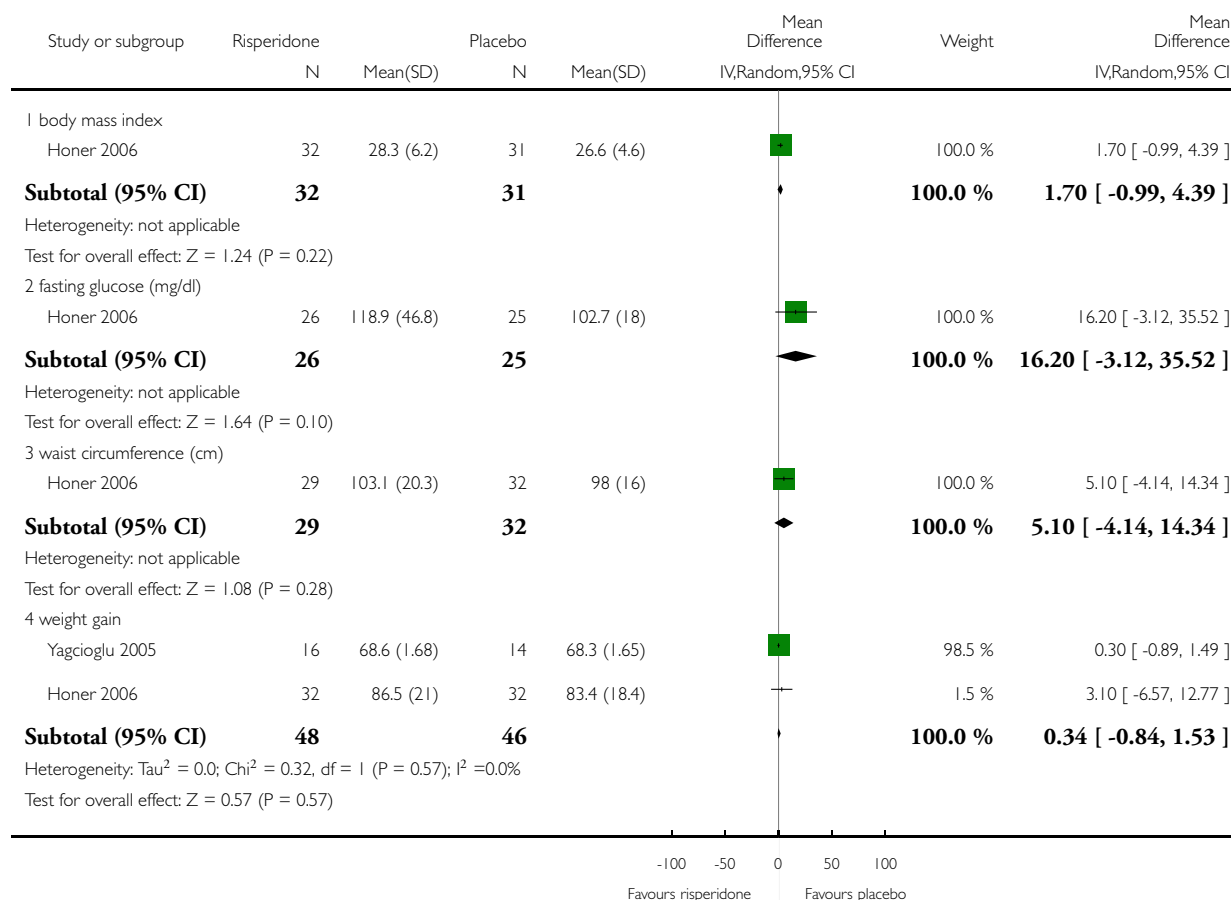 Study or subgroup Risperidone Placebo Mean Difference Weight Mean Difference
N Mean(SD) N Mean(SD) IV,Random,95% CI IV,Random,95% CI
1 body mass index
Honer 2006 32 28.3 (6.2) 31 26.6 (4.6) 100.0 % 1.70 [ -0.99, 4.39 ]
Subtotal (95% CI) 32 31 100.0 % 1.70 [ -0.99, 4.39 ]
Heterogeneity: not applicable
Test for overall effect: Z = 1.24 (P = 0.22)
2 fasting glucose (mg/dl)
Honer 2006 26 118.9 (46.8) 25 102.7 (18) 100.0 % 16.20 [ -3.12, 35.52 ]
Subtotal (95% CI) 26 25 100.0 % 16.20 [ -3.12, 35.52 ]
Heterogeneity: not applicable
Test for overall effect: Z = 1.64 (P = 0.10)
3 waist circumference (cm)
Honer 2006 29 103.1 (20.3) 32 98 (16) 100.0 % 5.10 [ -4.14, 14.34 ]
Subtotal (95% CI) 29 32 100.0 % 5.10 [ -4.14, 14.34 ]
Heterogeneity: not applicable
Test for overall effect: Z = 1.08 (P = 0.28)
4 weight gain
Yagcioglu 2005 16 68.6 (1.68) 14 68.3 (1.65) 98.5 % 0.30 [ -0.89, 1.49 ]
Honer 2006 32 86.5 (21) 32 83.4 (18.4) 1.5 % 3.10 [ -6.57, 12.77 ]
Subtotal (95% CI) 48 46 100.0 % 0.34 [ -0.84, 1.53 ]
Heterogeneity: Tau² = 0.0; Chi² = 0.32, df = 1 (P = 0.57); I² =0.0%
Test for overall effect: Z = 0.57 (P = 0.57)
-100 -50 0 50 100
Favours risperidone Favours placebo